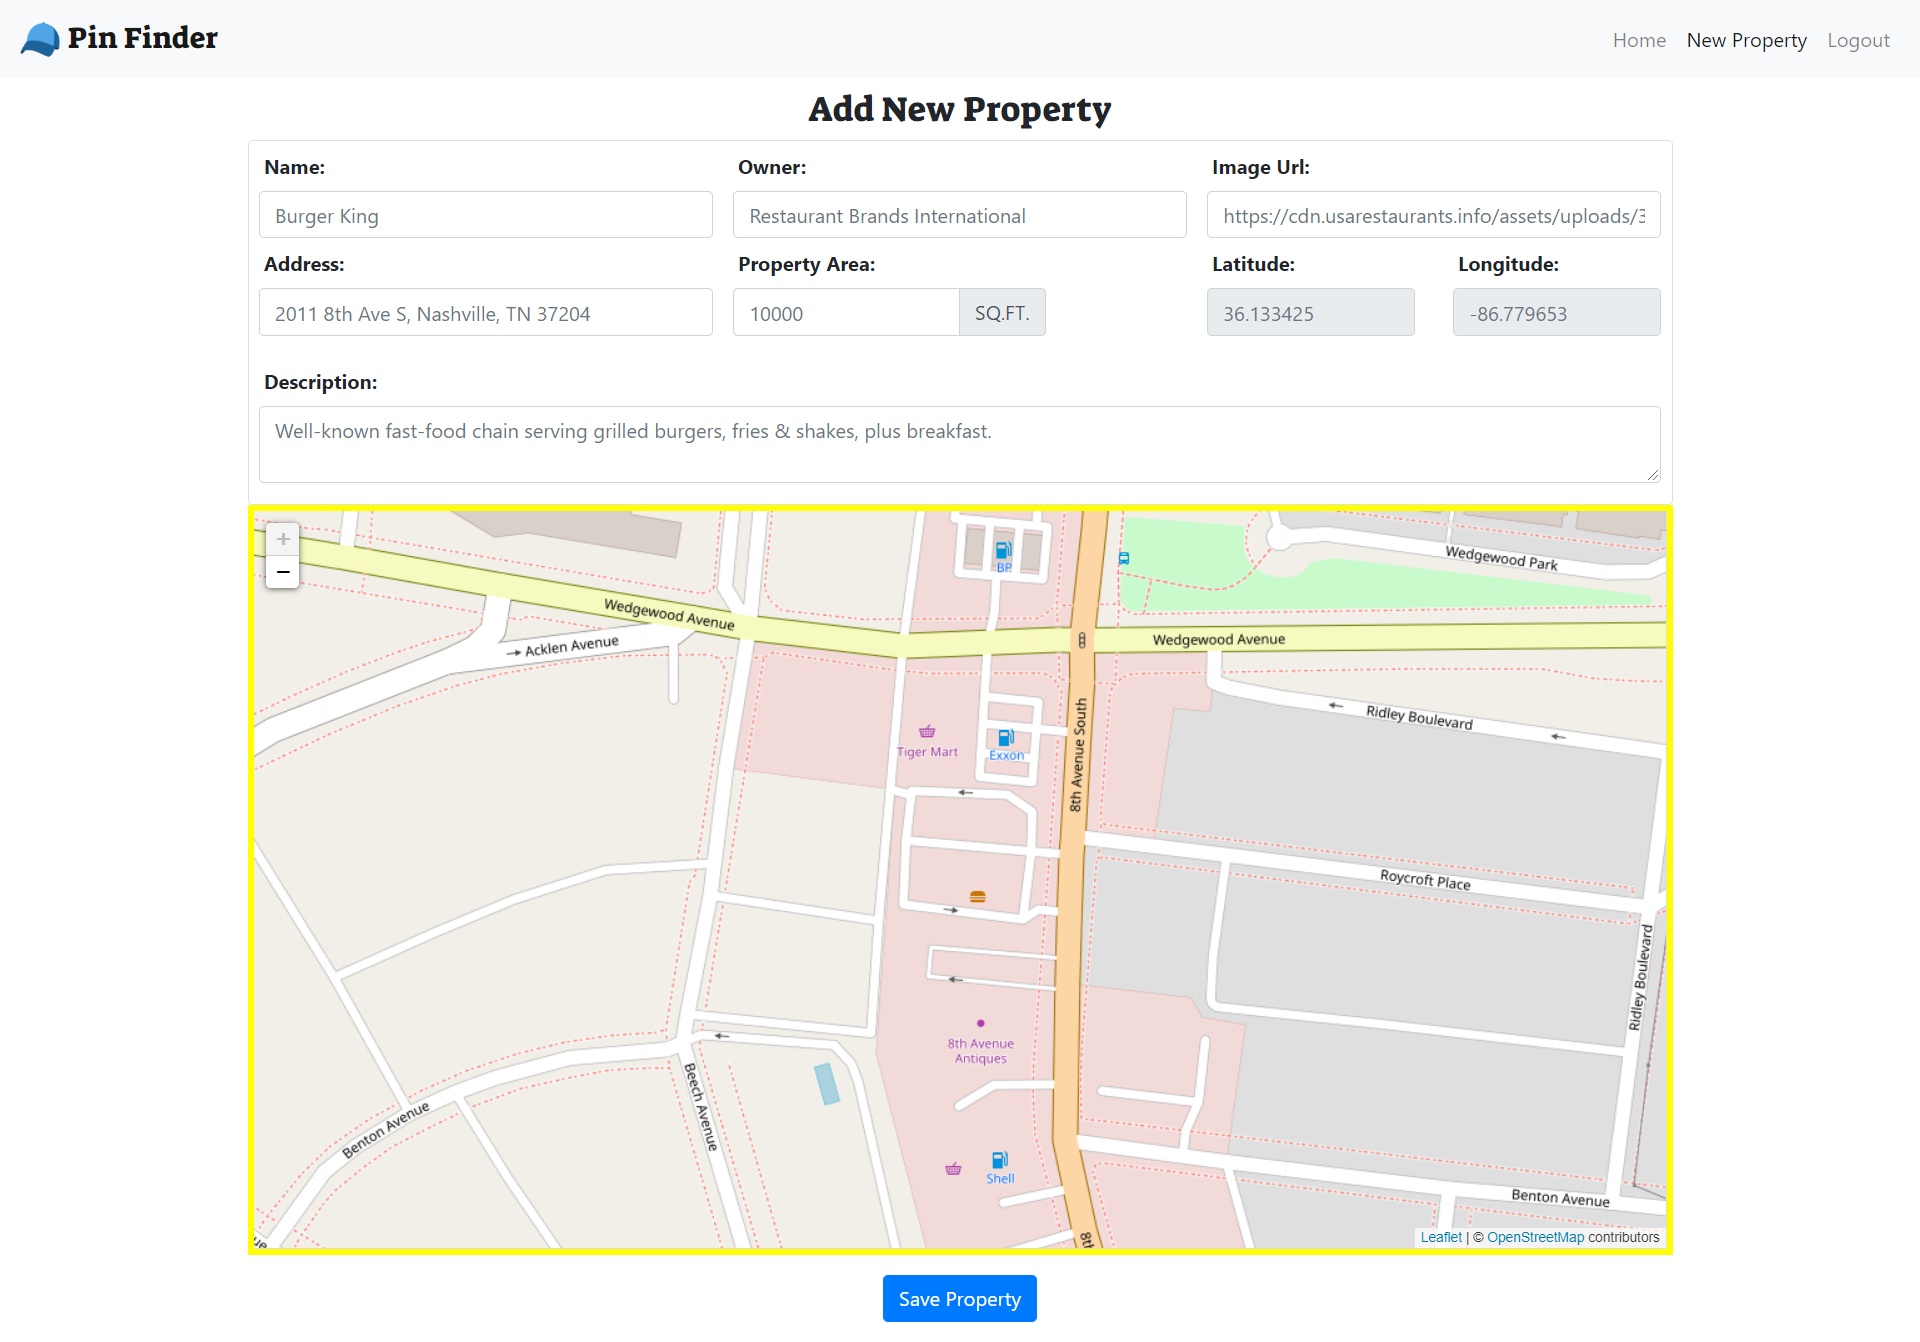 Pin Finder
Home New Property Logout
Add New Property
Name: Owner: Image Url:
Burger King Restaurant Brands International https://cdn.usarestaurants.info/assets/uploads/3
Address: Property Area: Latitude: Longitude:
2011 8th Ave S, Nashville, TN 37204 10000 SQ.FT. 36.133425 -86.779653
Description:
Well-known fast-food chain serving grilled burgers, fries & shakes, plus breakfast.
+
−
BP
Wedgewood Park
Wedgewood Avenue
Wedgewood Avenue
Acklen Avenue
Ridley Boulevard
8th Avenue South
Tiger Mart
Exxon
Roycroft Place
Ridley Boulevard
8th Avenue
Antiques
Beech Avenue
Benton Avenue
Shell
Benton Avenue
8th
ue
Leaflet | © OpenStreetMap contributors
Save Property